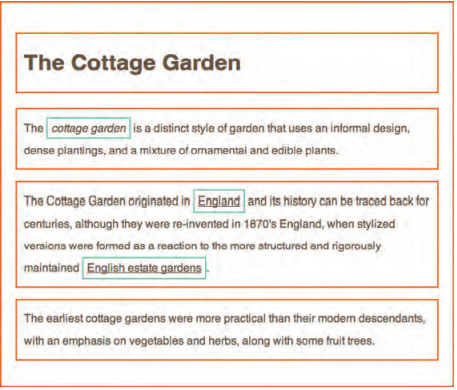 The Cottage Garden
The cottage garden is a distinct style of garden that uses an informal design,
dense plantings, and a mixture of ornamental and edible plants.
The Cottage Garden originated in England and its history can be traced back for
centuries, although they were re-invented in 1870's England, when stylized
versions were formed as a reaction to the more structured and rigorously
maintained English estate gardens.
The earliest cottage gardens were more practical than their modern descendants,
with an emphasis on vegetables and herbs, along with some fruit trees.